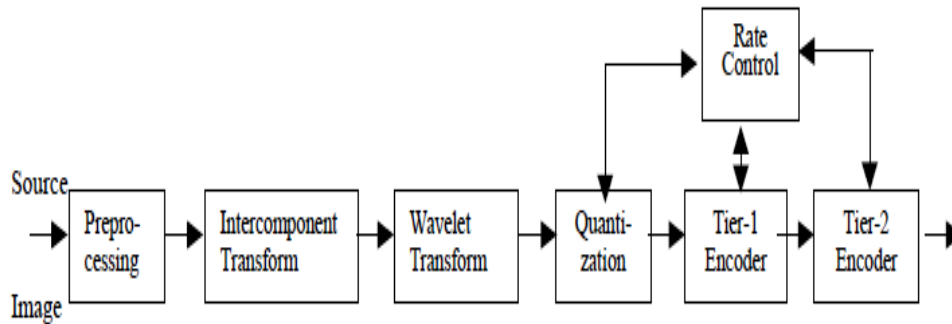 Rate
Control
Source
Image
Prepro-
cessing
Intercomponent
Transform
Wavelet
Transform
Quanti-
zation
Tier-1
Encoder
Tier-2
Encoder